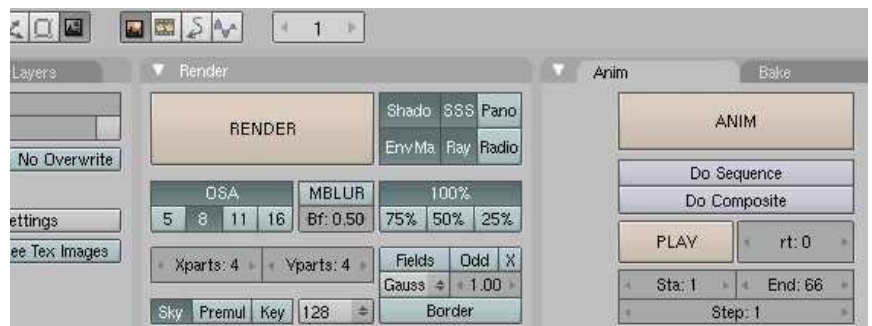 1
Layers
Render
Anim
Bake
No Overwrite
ettings
ee Tex Images
RENDER
Shado SSS Pano
EnvMa Ray Radio
OSA
5 8 11 16
MBLUR
Bf: 0.50
100%
75% 50% 25%
Xparts: 4 Yparts: 4
Fields Odd X
Gauss 1.00
Sky Premul Key 128
Border
ANIM
Do Sequence
Do Composite
PLAY rt: 0
Sta: 1 End: 66
Step: 1